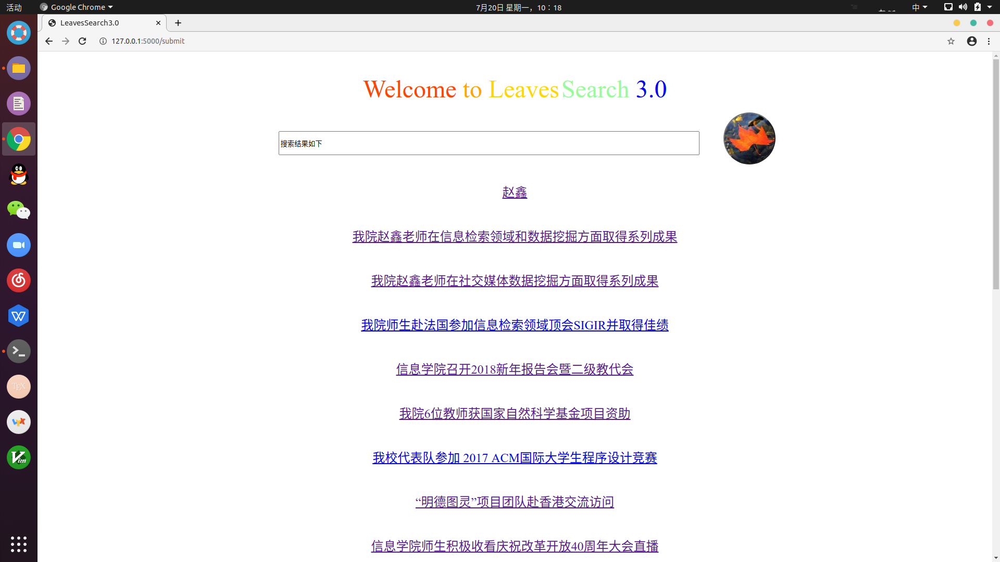 活动 Google Chrome 7月20日 星期一，10：18 中
LeavesSearch3.0
127.0.0.1:5000/submit
Welcome to LeavesSearch 3.0
搜索结果如下
赵鑫
我院赵鑫老师在信息检索领域和数据挖掘方面取得系列成果
我院赵鑫老师在社交媒体数据挖掘方面取得系列成果
我院师生赴法国参加信息检索领域顶会SIGIR并取得佳绩
信息学院召开2018新年报告会暨二级教代会
我院6位教师获国家自然科学基金项目资助
我校代表队参加 2017 ACM国际大学生程序设计竞赛
“明德图灵”项目团队赴香港交流访问
信息学院师生积极收看庆祝改革开放40周年大会直播
TEX
LyX
Vim